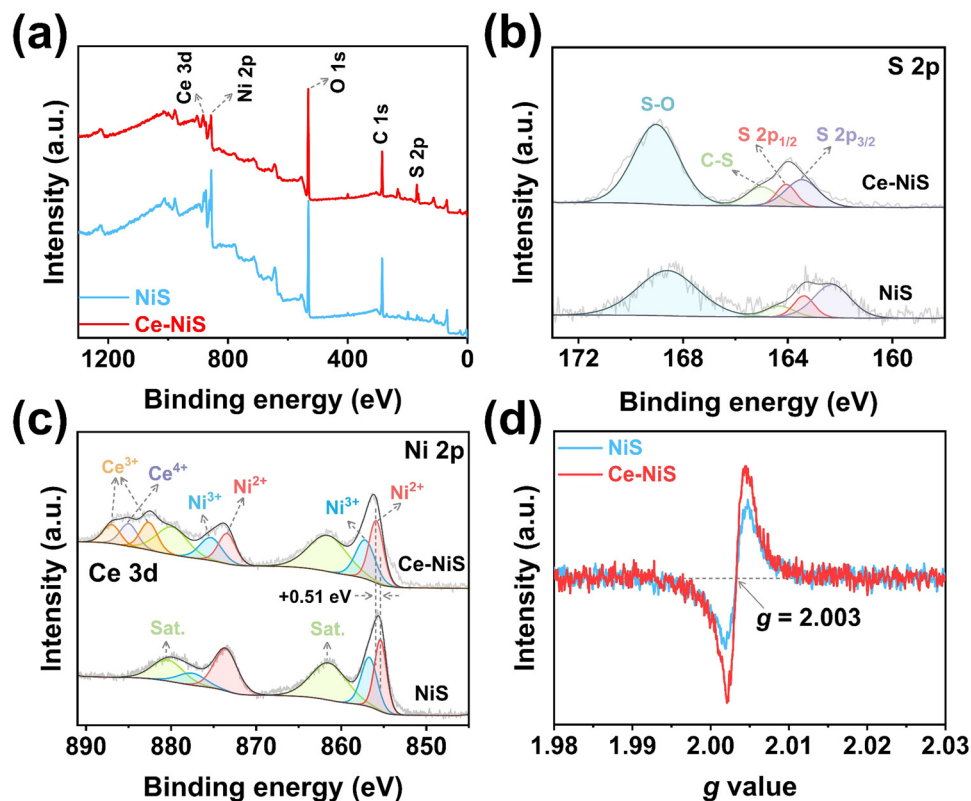 (a)
Intensity (a.u.)
Ce 3d
Ni 2p
O 1s
C 1s
S 2p
NiS
Ce-NiS
1200
800
400
0
Binding energy (eV)
(b)
Intensity (a.u.)
S 2p
S-O
C-S
S 2p1/2
S 2p3/2
Ce-NiS
NiS
172
168
164
160
Binding energy (eV)
(c)
Intensity (a.u.)
Ni 2p
Ce3+
Ce4+
Ni3+
Ni2+
Ni3+
Ni2+
Ce 3d
Ce-NiS
+0.51 eV
Sat.
Sat.
NiS
890
880
870
860
850
Binding energy (eV)
(d)
Intensity (a.u.)
NiS
Ce-NiS
g = 2.003
1.98
1.99
2.00
2.01
2.02
2.03
g value